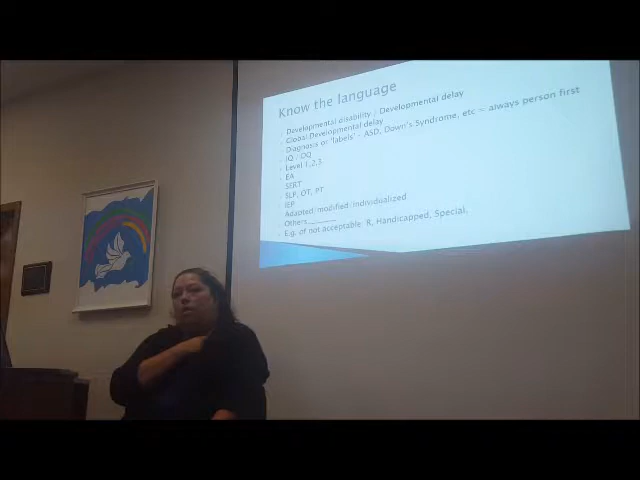 Know the language
Developmental disability / Developmental delay
Global Developmental delay
Diagnosis or 'labels' - ASD, Down's Syndrome, etc = always person first
IQ / DQ
Level 1,2,3
EA
SERT
SLP, OT, PT
IEP
Adapted/modified/individualized
Others...........
E.g. of not acceptable R, Handicapped, Special,